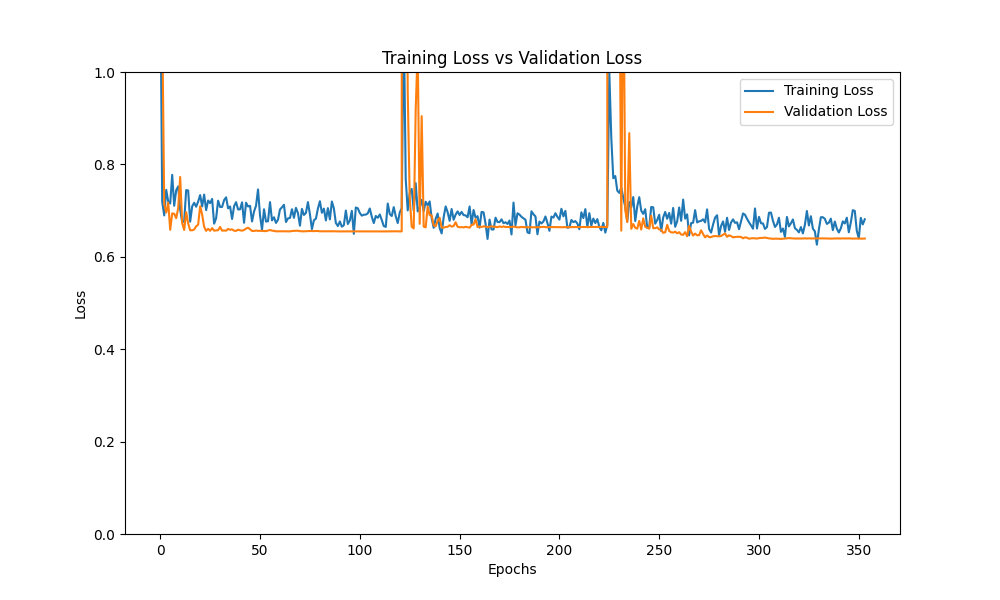 Training Loss vs Validation Loss
1.0
0.8
0.6
0.4
0.2
0.0
Loss
Training Loss
Validation Loss
0 50 100 150 200 250 300 350
Epochs